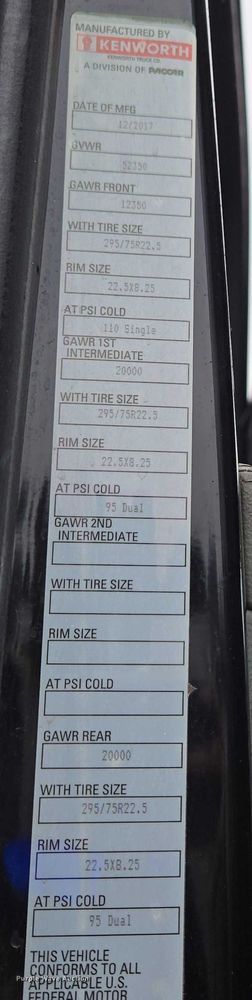 MANUFACTURED BY
KENWORTH
KENWORTH TRUCK CO.
A DIVISION OF PACCAR
DATE OF MFG
12/2017
GVWR
52350
GAWR FRONT
12350
WITH TIRE SIZE
295/75R22.5
RIM SIZE
22.5X8.25
AT PSI COLD
110 Single
GAWR 1ST
INTERMEDIATE
20000
WITH TIRE SIZE
295/75R22.5
RIM SIZE
22.5X8.25
AT PSI COLD
95 Dual
GAWR 2ND
INTERMEDIATE
WITH TIRE SIZE
RIM SIZE
AT PSI COLD
GAWR REAR
20000
WITH TIRE SIZE
295/75R22.5
RIM SIZE
22.5X8.25
AT PSI COLD
95 Dual
THIS VEHICLE
CONFORMS TO ALL
APPLICABLE U.S.
FEDERAL MOTOR